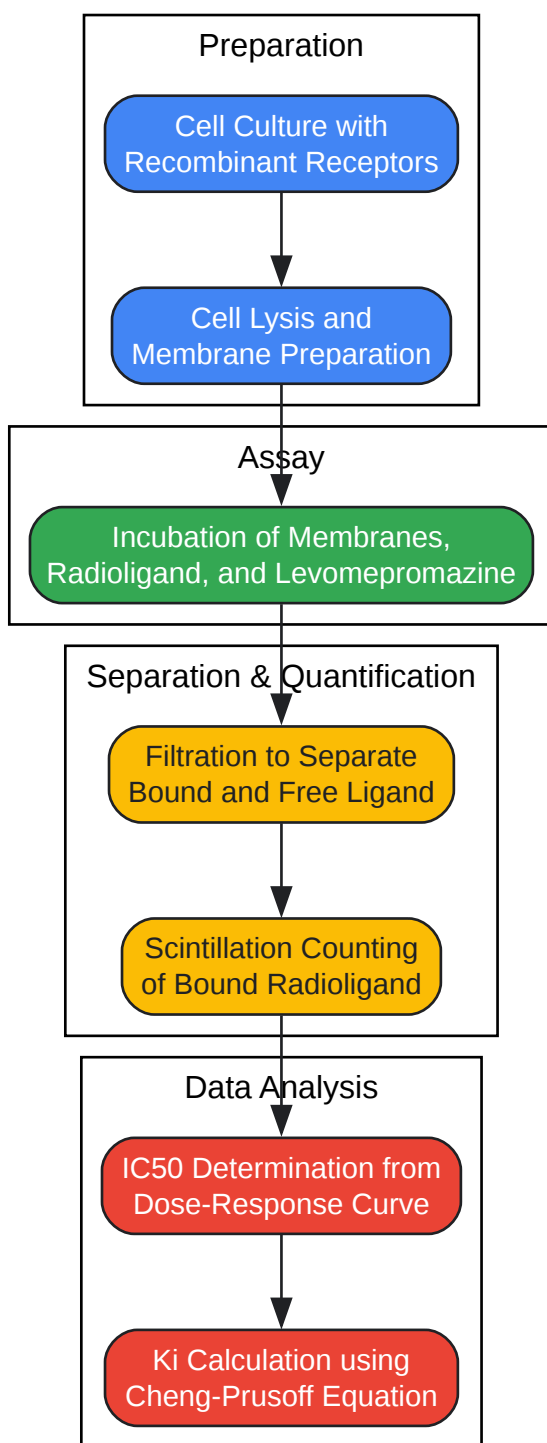 Preparation
Cell Culture with
Recombinant Receptors
Cell Lysis and
Membrane Preparation
Assay
Incubation of Membranes,
Radioligand, and Levomepromazine
Separation & Quantification
Filtration to Separate
Bound and Free Ligand
Scintillation Counting
of Bound Radioligand
Data Analysis
IC50 Determination from
Dose-Response Curve
Ki Calculation using
Cheng-Prusoff Equation